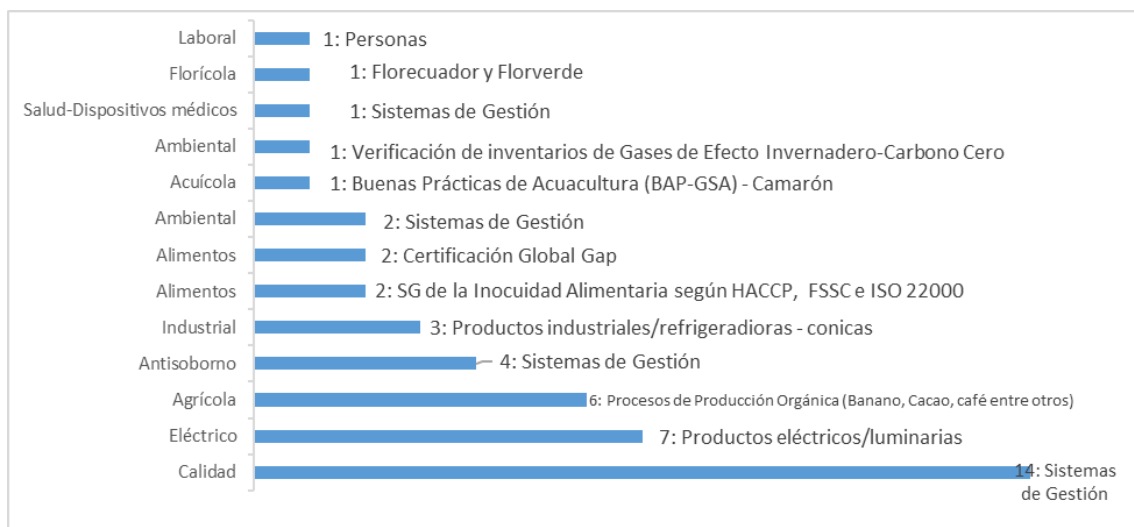 Laboral 1: Personas
Florícola 1: Florecuador y Florverde
Salud-Dispositivos médicos 1: Sistemas de Gestión
Ambiental 1: Verificación de inventarios de Gases de Efecto Invernadero-Carbono Cero
Acuícola 1: Buenas Prácticas de Acuacultura (BAP-GSA) - Camarón
Ambiental 2: Sistemas de Gestión
Alimentos 2: Certificación Global Gap
Alimentos 2: SG de la Inocuidad Alimentaria según HACCP, FSSC e ISO 22000
Industrial 3: Productos industriales/refrigeradioras - conicas
Antisoborno 4: Sistemas de Gestión
Agrícola 6: Procesos de Producción Orgánica (Banano, Cacao, café entre otros)
Eléctrico 7: Productos eléctricos/luminarias
Calidad 14: Sistemas
de Gestión